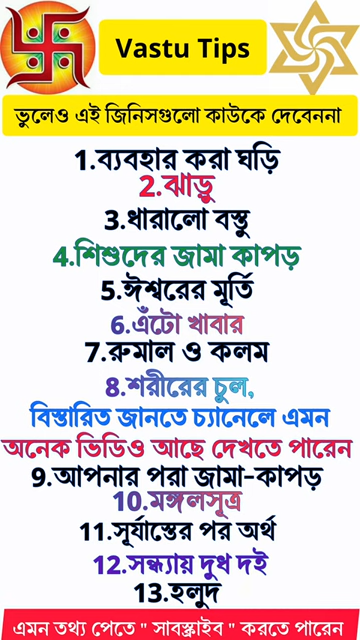 Vastu Tips
ভুলেও এই জিনিসগুলো কাউকে দেবেননা
1.ব্যবহার করা ঘড়ি
2.ঝাড়ু
3.ধারালো বস্তু
4.শিশুদের জামা কাপড়
5.ঈশ্বরের মূর্তি
6.এঁটো খাবার
7.রুমাল ও কলম
8.শরীরের চুল,
বিস্তারিত জানতে চ্যানেলে এমন
অনেক ভিডিও আছে দেখতে পারেন
9.আপনার পরা জামা-কাপড়
10.মঙ্গলসূত্র
11.সূর্যাস্তের পর অর্থ
12.সন্ধ্যায় দুধ দই
13.হলুদ
এমন তথ্য পেতে " সাবস্ক্রাইব " করতে পারেন